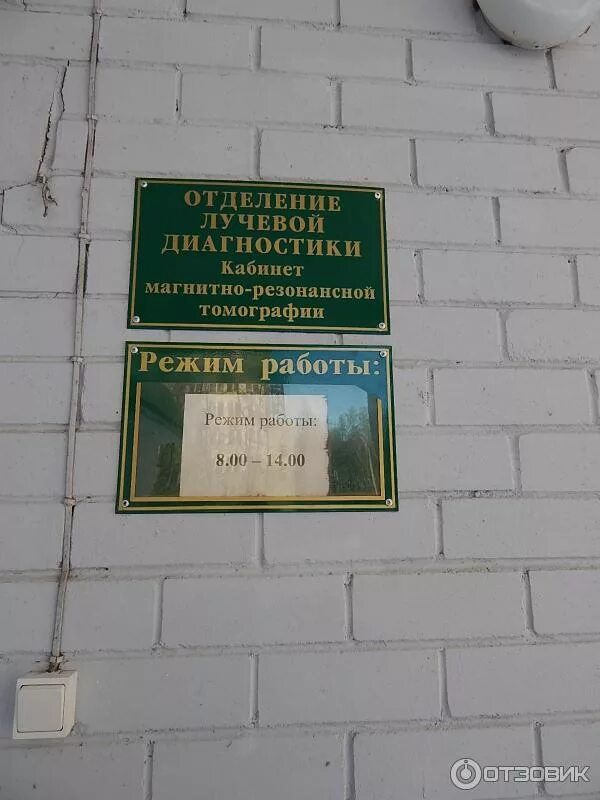 ОТДЕЛЕНИЕ
ЛУЧЕВОЙ
ДИАГНОСТИКИ
Кабинет
магнитно-резонансной
томографии
Режим работы:
Режим работы:
8.00 – 14.00
ОТЗОВИК